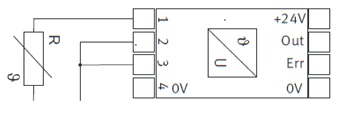 1 +24V
R 2 ϑ Out
ϑ 3 U Err
4 0V 0V